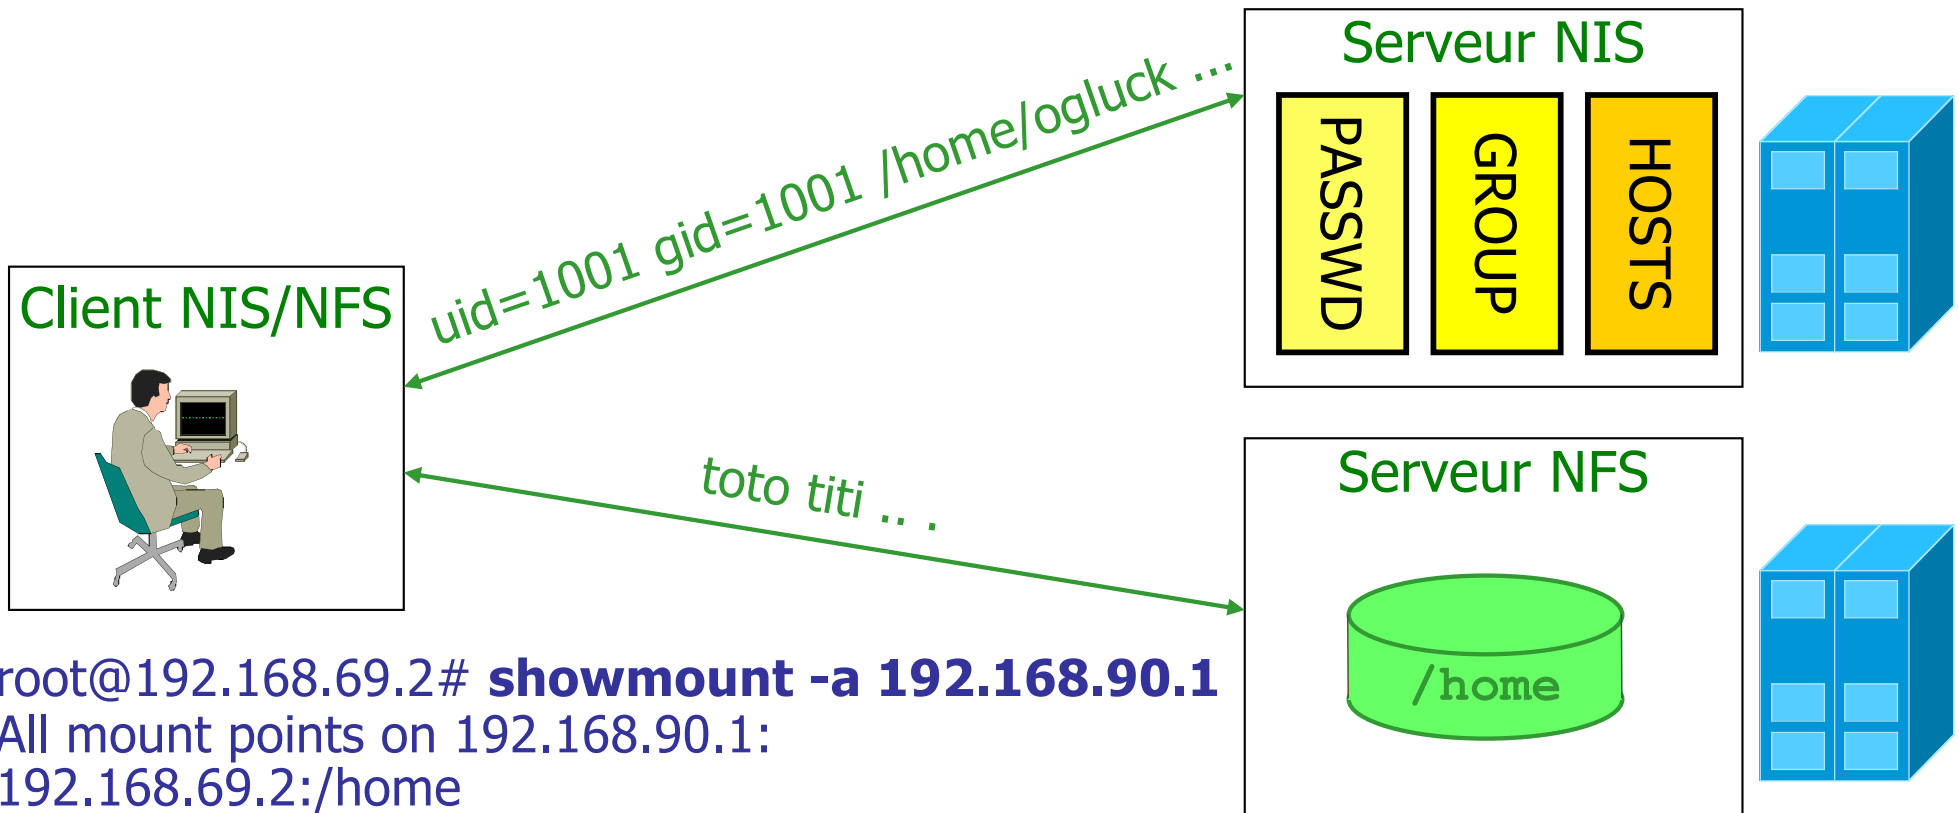 Serveur NIS
PASSWD
GROUP
HOSTS
uid=1001 gid=1001 /home/ogluck ...
Client NIS/NFS
toto titi .. .
Serveur NFS
/home
root@192.168.69.2# showmount -a 192.168.90.1
All mount points on 192.168.90.1:
192.168.69.2:/home